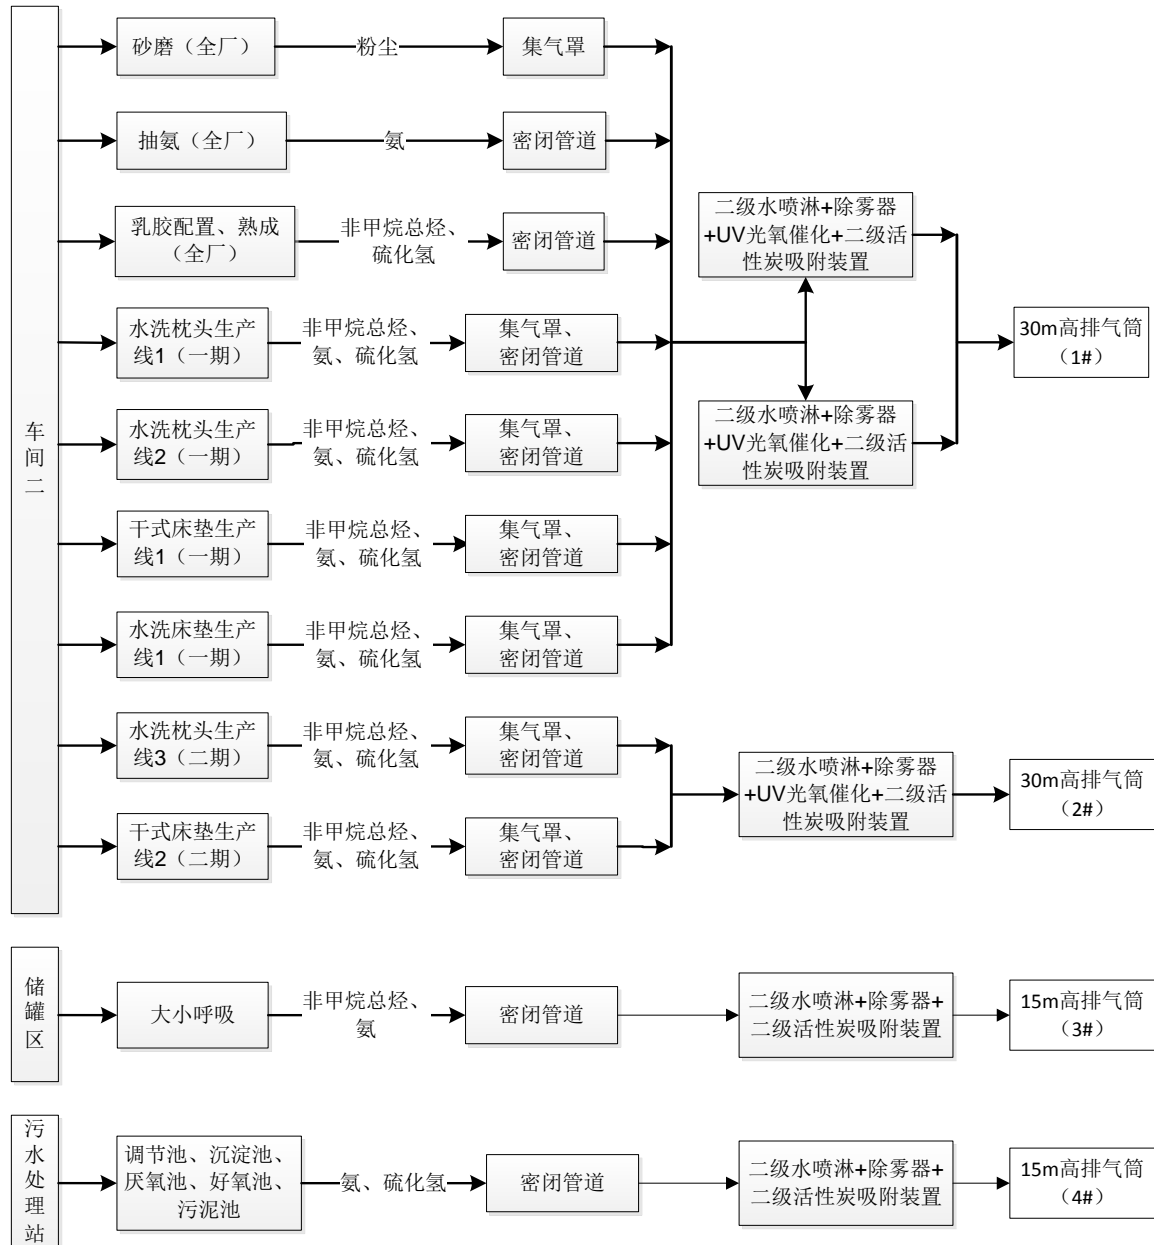 车
间
二
砂磨（全厂）
粉尘
集气罩
抽氨（全厂）
氨
密闭管道
乳胶配置、熟成
（全厂）
非甲烷总烃、
硫化氢
密闭管道
水洗枕头生产
线1（一期）
非甲烷总烃、
氨、硫化氢
集气罩、
密闭管道
水洗枕头生产
线2（一期）
非甲烷总烃、
氨、硫化氢
集气罩、
密闭管道
干式床垫生产
线1（一期）
非甲烷总烃、
氨、硫化氢
集气罩、
密闭管道
水洗床垫生产
线1（一期）
非甲烷总烃、
氨、硫化氢
集气罩、
密闭管道
二级水喷淋+除雾器
+UV光氧催化+二级活
性炭吸附装置
二级水喷淋+除雾器
+UV光氧催化+二级活
性炭吸附装置
30m高排气筒
（1#）
水洗枕头生产
线3（二期）
非甲烷总烃、
氨、硫化氢
集气罩、
密闭管道
干式床垫生产
线2（二期）
非甲烷总烃、
氨、硫化氢
集气罩、
密闭管道
二级水喷淋+除雾器
+UV光氧催化+二级活
性炭吸附装置
30m高排气筒
（2#）
储
罐
区
大小呼吸
非甲烷总烃、
氨
密闭管道
二级水喷淋+除雾器+
二级活性炭吸附装置
15m高排气筒
（3#）
污
水
处
理
站
调节池、沉淀池、
厌氧池、好氧池、
污泥池
氨、硫化氢
密闭管道
二级水喷淋+除雾器+
二级活性炭吸附装置
15m高排气筒
（4#）